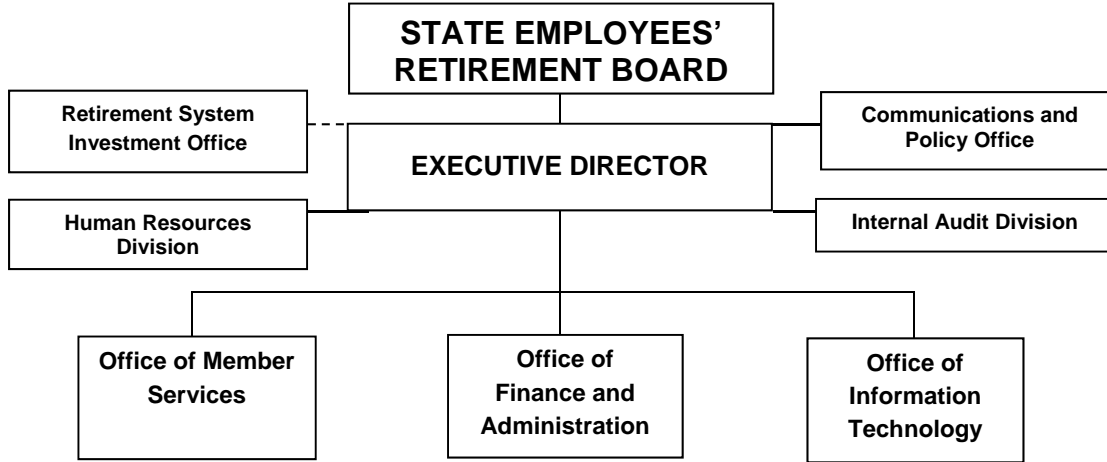 STATE EMPLOYEES’
RETIREMENT BOARD
Retirement System
Investment Office
Communications and
Policy Office
EXECUTIVE DIRECTOR
Human Resources
Division
Internal Audit Division
Office of Member
Services
Office of
Finance and
Administration
Office of
Information
Technology